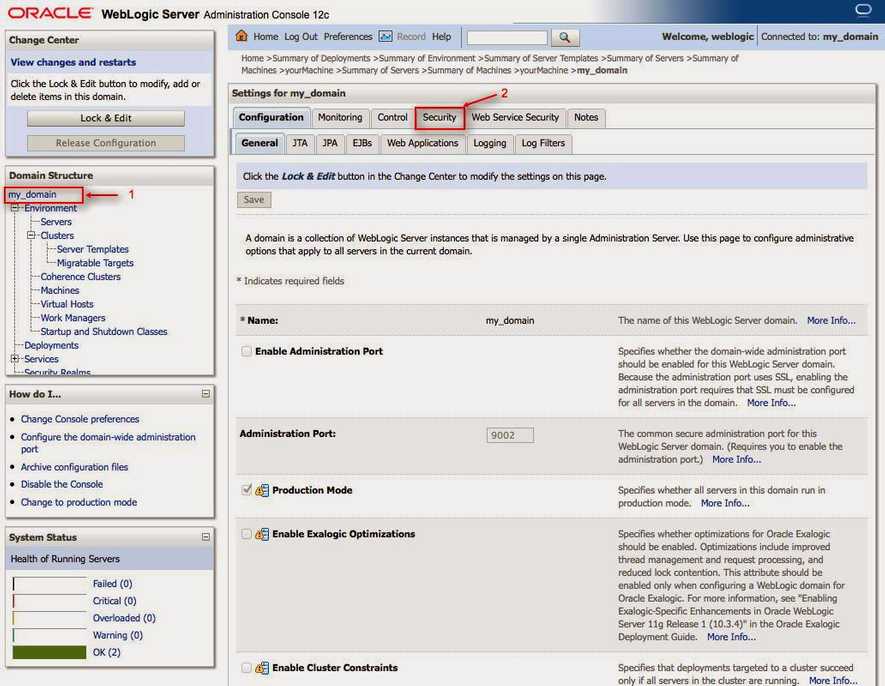 ORACLE WebLogic Server Administration Console 12c
Change Center
View changes and restarts
Click the Lock & Edit button to modify, add or
delete items in this domain.
Lock & Edit
Release Configuration
Domain Structure
my_domain
1
Environment
Servers
Clusters
Server Templates
Migratable Targets
Coherence Clusters
Machines
Virtual Hosts
Work Managers
Startup and Shutdown Classes
Deployments
Services
Security Realms
How do I...
Change Console preferences
Configure the domain-wide administration
port
Archive configuration files
Disable the Console
Change to production mode
System Status
Health of Running Servers
Failed (0)
Critical (0)
Overloaded (0)
Warning (0)
OK (2)
Home Log Out Preferences Record Help
Welcome, weblogic Connected to: my_domain
Home >Summary of Deployments >Summary of Environment >Summary of Server Templates >Summary of Servers >Summary of
Machines >yourMachine >Summary of Servers >Summary of Machines >yourMachine >my_domain
Settings for my_domain
2
Configuration Monitoring Control Security Web Service Security Notes
General JTA JPA EJBs Web Applications Logging Log Filters
Click the Lock & Edit button in the Change Center to modify the settings on this page.
Save
A domain is a collection of WebLogic Server instances that is managed by a single Administration Server. Use this page to configure administrative
options that apply to all servers in the current domain.
* Indicates required fields
* Name: my_domain The name of this WebLogic Server domain. More Info...
Enable Administration Port
Specifies whether the domain-wide administration port
should be enabled for this WebLogic Server domain.
Because the administration port uses SSL, enabling the
administration port requires that SSL must be configured
for all servers in the domain. More Info...
Administration Port: 9002
The common secure administration port for this
WebLogic Server domain. (Requires you to enable the
administration port.) More Info...
Production Mode
Specifies whether all servers in this domain run in
production mode. More Info...
Enable Exalogic Optimizations
Specifies whether optimizations for Oracle Exalogic
should be enabled. Optimizations include improved
thread management and request processing, and
reduced lock contention. This attribute should be
enabled only when configuring a WebLogic domain for
Oracle Exalogic. For more information, see "Enabling
Exalogic-Specific Enhancements in Oracle WebLogic
Server 11g Release 1 (10.3.4)" in the Oracle Exalogic
Deployment Guide. More Info...
Enable Cluster Constraints
Specifies that deployments targeted to a cluster succeed
only if all servers in the cluster are running. More Info...